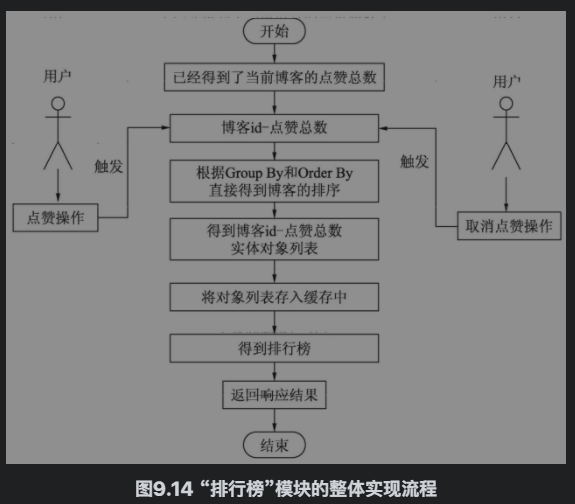 开始
用户
用户
已经得到了当前博客的点赞总数
博客id-点赞总数
触发
触发
根据Group By和Order By
直接得到博客的排序
点赞操作
取消点赞操作
得到博客id-点赞总数
实体对象列表
将对象列表存入缓存中
得到排行榜
返回响应结果
结束
图9.14 “排行榜”模块的整体实现流程